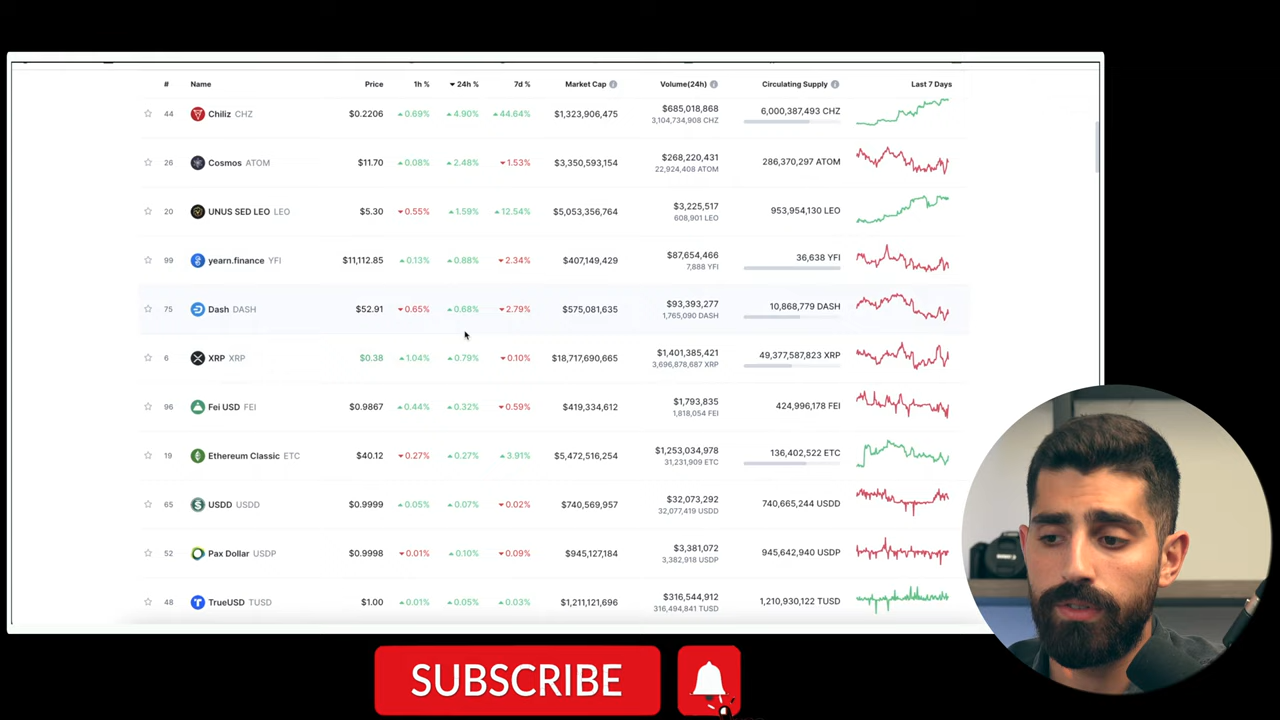 # Name Price 1h % 24h % 7d % Market Cap Volume(24h) Circulating Supply Last 7 Days
44 Chiliz CHZ $0.2206 0.69% 4.90% 44.64% $1,323,906,475 $685,018,868 6,000,387,493 CHZ
3,104,734,908 CHZ
26 Cosmos ATOM $11.70 0.08% 2.48% 1.53% $3,350,593,154 $268,220,431 286,370,297 ATOM
22,924,408 ATOM
20 UNUS SED LEO LEO $5.30 0.55% 1.59% 12.54% $5,053,356,764 $3,225,517 953,954,130 LEO
608,901 LEO
99 yearn.finance YFI $11,112.85 0.13% 0.88% 2.34% $407,149,429 $87,654,466 36,638 YFI
7,888 YFI
75 Dash DASH $52.91 0.65% 0.68% 2.79% $575,081,635 $93,393,277 10,868,779 DASH
1,765,090 DASH
6 XRP XRP $0.38 1.04% 0.79% 0.10% $18,717,690,665 $1,401,385,421 49,377,587,823 XRP
3,696,878,687 XRP
96 Fei USD FEI $0.9867 0.44% 0.32% 0.59% $419,334,612 $1,793,835 424,996,178 FEI
1,818,054 FEI
19 Ethereum Classic ETC $40.12 0.27% 0.27% 3.91% $5,472,516,254 $1,253,034,978 136,402,522 ETC
31,231,909 ETC
65 USDD USDD $0.9999 0.05% 0.07% 0.02% $740,569,957 $32,073,292 740,665,244 USDD
32,077,419 USDD
52 Pax Dollar USDP $0.9998 0.01% 0.10% 0.09% $945,127,184 $3,381,072 945,642,940 USDP
3,382,918 USDP
48 TrueUSD TUSD $1.00 0.01% 0.05% 0.03% $1,211,121,696 $316,544,912 1,210,930,122 TUSD
316,494,841 TUSD
SUBSCRIBE